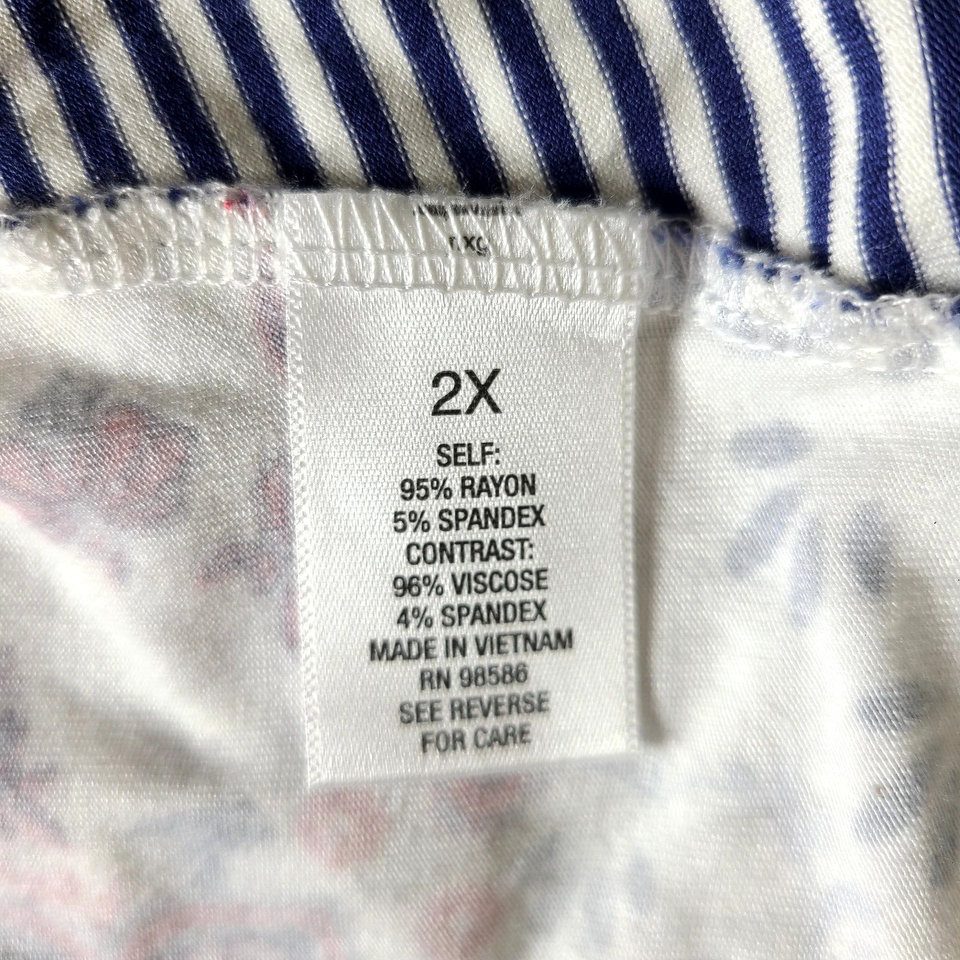 2X
SELF:
95% RAYON
5% SPANDEX
CONTRAST:
96% VISCOSE
4% SPANDEX
MADE IN VIETNAM
RN 98586
SEE REVERSE
FOR CARE